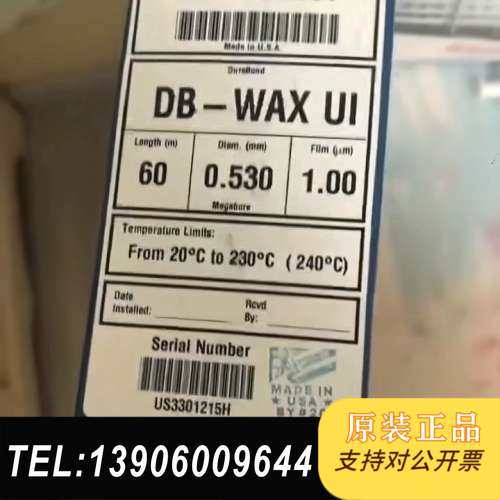 Made in U.S.A.
DuraBond
DB-WAX UI
Length (m) Diam. (mm) Film (µm)
60 0.530 1.00
Megabore
Temperature Limits:
From 20°C to 230°C (240°C)
Date Installed: Rcvd By:
Serial Number
US3301215H
MADE IN
USA
TEL:13906009644
原装正品
支持对公开票